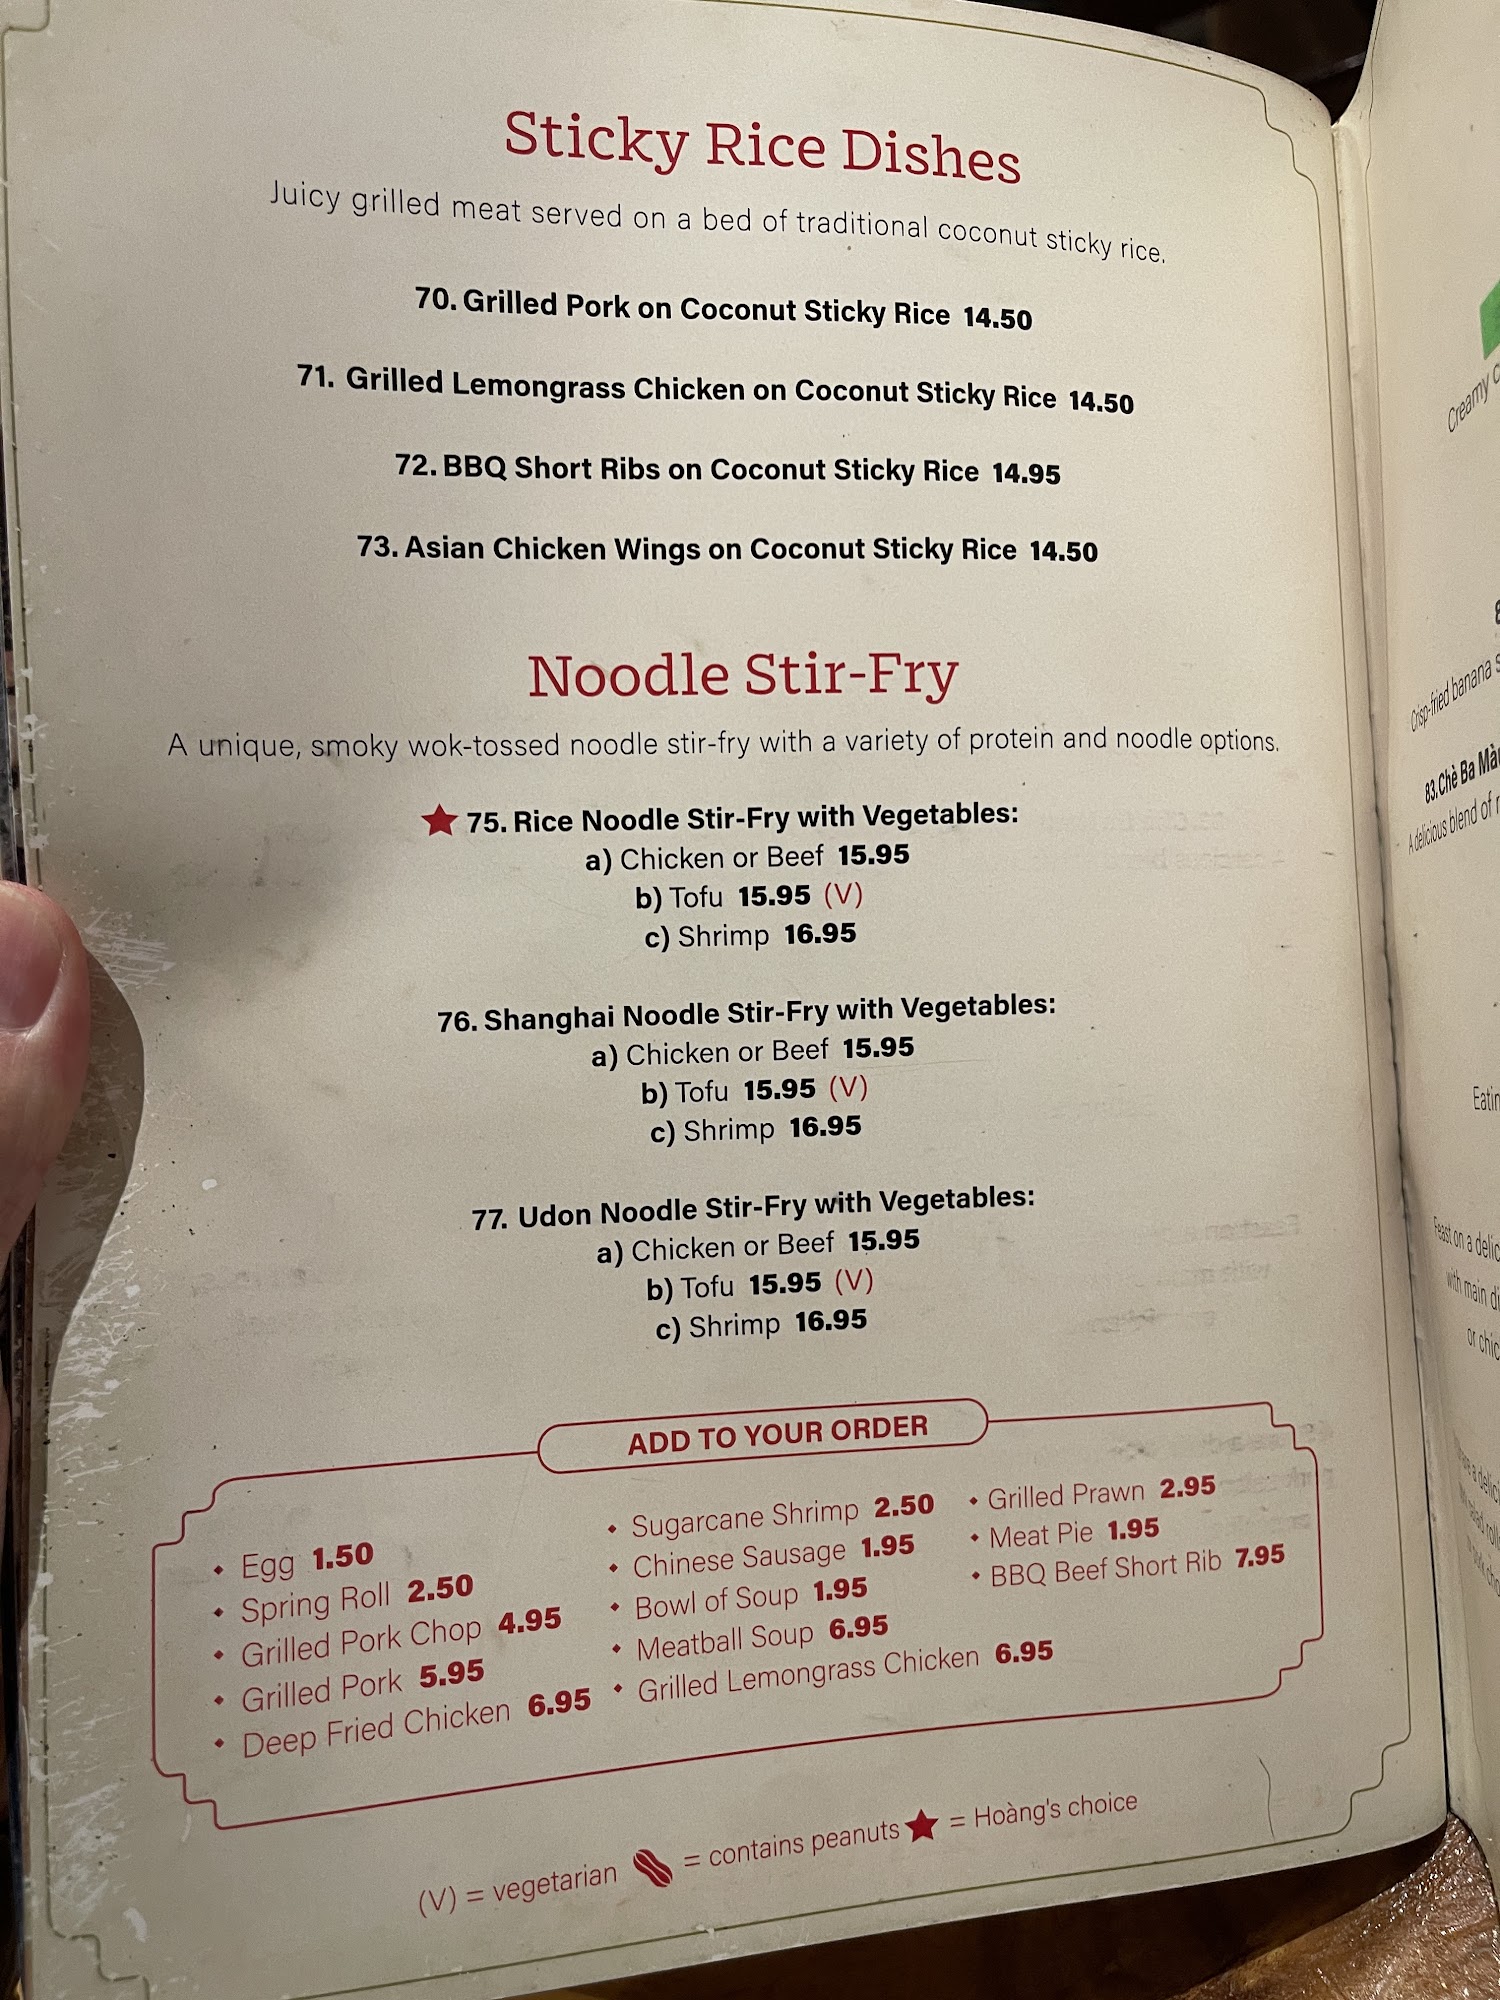 Sticky Rice Dishes
Juicy grilled meat served on a bed of traditional coconut sticky rice.
70. Grilled Pork on Coconut Sticky Rice 14.50
71. Grilled Lemongrass Chicken on Coconut Sticky Rice 14.50
72. BBQ Short Ribs on Coconut Sticky Rice 14.95
73. Asian Chicken Wings on Coconut Sticky Rice 14.50
Noodle Stir-Fry
A unique, smoky wok-tossed noodle stir-fry with a variety of protein and noodle options.
★ 75. Rice Noodle Stir-Fry with Vegetables:
a) Chicken or Beef 15.95
b) Tofu 15.95 (V)
c) Shrimp 16.95
76. Shanghai Noodle Stir-Fry with Vegetables:
a) Chicken or Beef 15.95
b) Tofu 15.95 (V)
c) Shrimp 16.95
77. Udon Noodle Stir-Fry with Vegetables:
a) Chicken or Beef 15.95
b) Tofu 15.95 (V)
c) Shrimp 16.95
ADD TO YOUR ORDER
• Egg 1.50
• Spring Roll 2.50
• Grilled Pork Chop 4.95
• Grilled Pork 5.95
• Deep Fried Chicken 6.95
• Sugarcane Shrimp 2.50
• Chinese Sausage 1.95
• Bowl of Soup 1.95
• Meatball Soup 6.95
• Grilled Lemongrass Chicken 6.95
• Grilled Prawn 2.95
• Meat Pie 1.95
• BBQ Beef Short Rib 7.95
(V) = vegetarian = contains peanuts ★ = Hoàng's choice
Creamy
Crisp-fried banana
83. Chè Ba Mà
A delicious blend of
Feast on a
with main
or